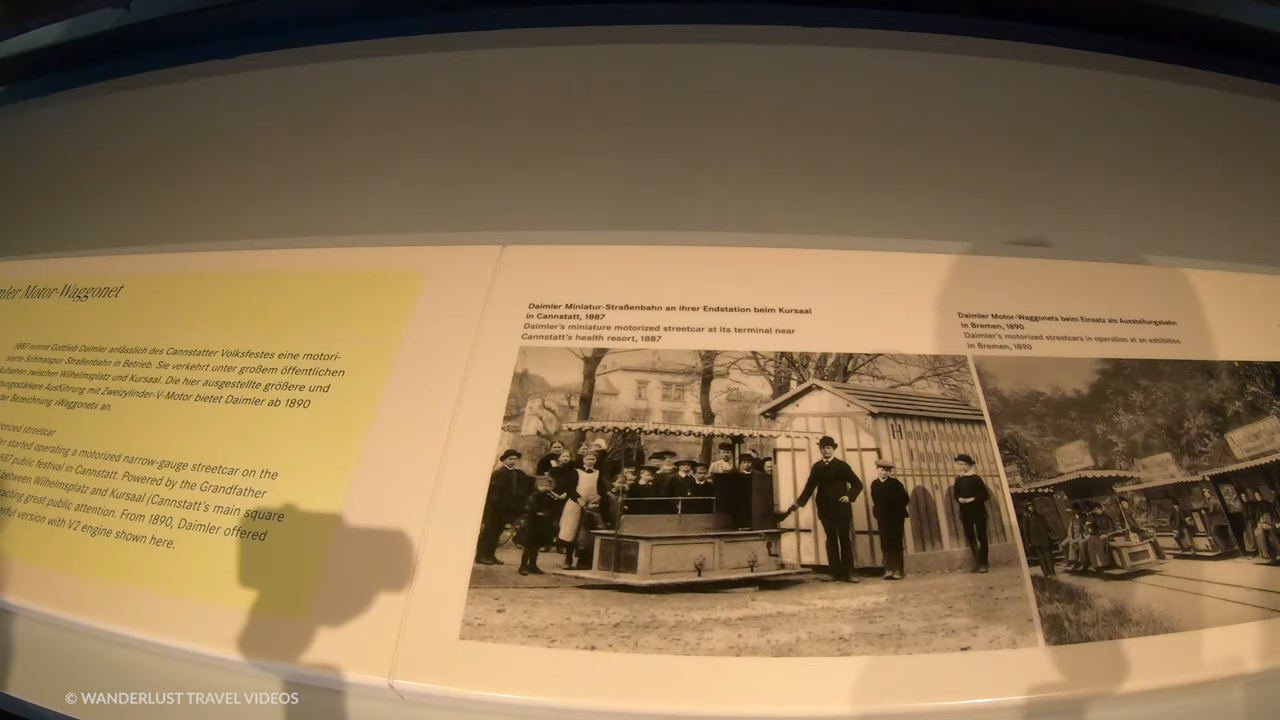 Motor-Waggonet
1887 nimmt Gottlieb Daimler anlässlich des Cannstatter Volksfestes eine motori-
sierte Schmalspur-Straßenbahn in Betrieb. Sie verkehrt unter großem öffentlichen
Aufsehen zwischen Wilhelmsplatz und Kursaal. Die hier ausgestellte größere und
Ausführung mit Zweizylinder-V-Motor bietet Daimler ab 1890
der Bezeichnung »Waggonet« an.
streetcar
started operating a motorized narrow-gauge streetcar on the
public festival in Cannstatt. Powered by the Grandfather
between Wilhelmsplatz and Kursaal (Cannstatt's main square
great public attention. From 1890, Daimler offered
version with V2 engine shown here.
Daimler Miniatur-Straßenbahn an ihrer Endstation beim Kursaal
in Cannstatt, 1887
Daimler's miniature motorized streetcar at its terminal near
Cannstatt's health resort, 1887
Daimler Motor-Waggonets beim Einsatz als Ausstellungsbahn
in Bremen, 1890
Daimler's motorized streetcars in operation at an exhibition
in Bremen, 1890
© WANDERLUST TRAVEL VIDEOS